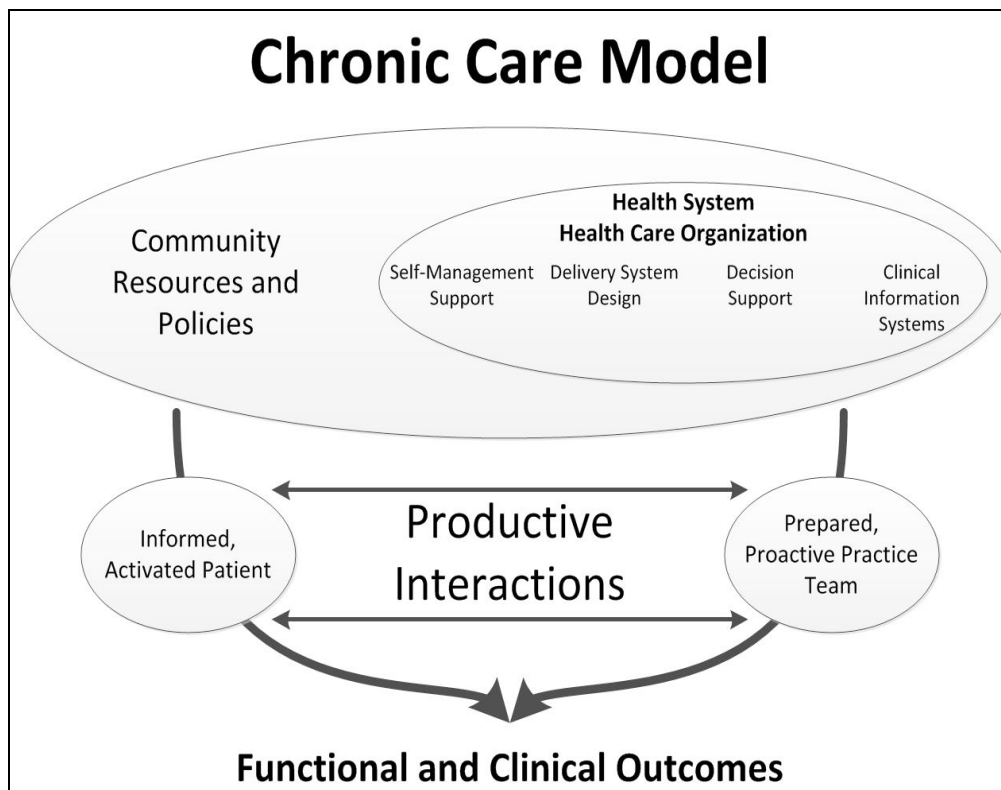 Chronic Care Model
Community
Resources and
Policies
Health System
Health Care Organization
Self-Management
Support
Delivery System
Design
Decision
Support
Clinical
Information
Systems
Informed,
Activated Patient
Productive
Interactions
Prepared,
Proactive Practice
Team
Functional and Clinical Outcomes